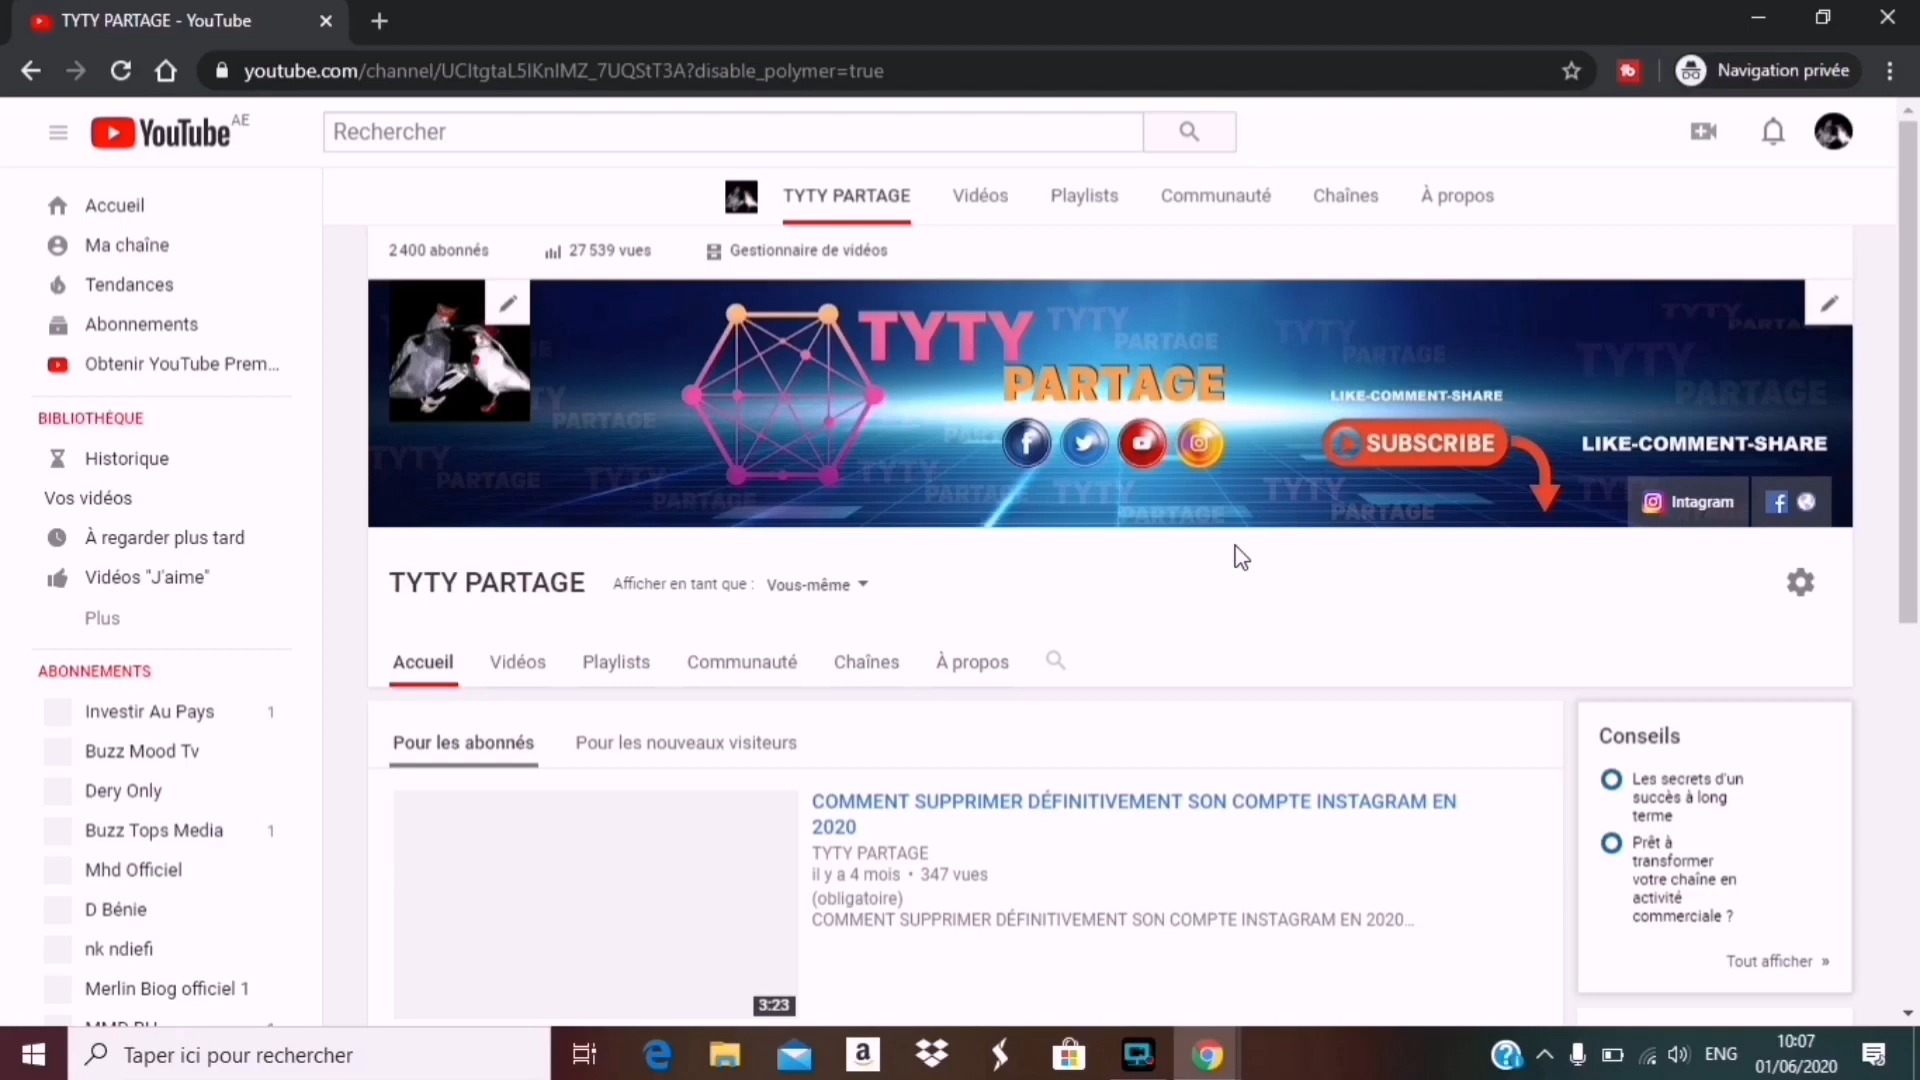 TYTY PARTAGE - YouTube
youtube.com/channel/UCltgtaL5IKnIMZ_7UQStT3A?disable_polymer=true
Navigation privée
YouTube AE
Rechercher
TYTY PARTAGE
Vidéos
Playlists
Communauté
Chaînes
À propos
Accueil
Ma chaîne
Tendances
Abonnements
Obtenir YouTube Prem...
BIBLIOTHÈQUE
Historique
Vos vidéos
À regarder plus tard
Vidéos "J'aime"
Plus
ABONNEMENTS
Investir Au Pays 1
Buzz Mood Tv
Dery Only
Buzz Tops Media 1
Mhd Officiel
D Bénie
nk ndiefi
Merlin Biog officiel 1
2 400 abonnés
27 539 vues
Gestionnaire de vidéos
TYTY
PARTAGE
LIKE-COMMENT-SHARE
SUBSCRIBE
LIKE-COMMENT-SHARE
Intagram
TYTY PARTAGE
Afficher en tant que : Vous-même
Accueil
Vidéos
Playlists
Communauté
Chaînes
À propos
Pour les abonnés
Pour les nouveaux visiteurs
COMMENT SUPPRIMER DÉFINITIVEMENT SON COMPTE INSTAGRAM EN
2020
TYTY PARTAGE
il y a 4 mois • 347 vues
(obligatoire)
COMMENT SUPPRIMER DÉFINITIVEMENT SON COMPTE INSTAGRAM EN 2020...
3:23
Conseils
Les secrets d'un
succès à long
terme
Prêt à
transformer
votre chaîne en
activité
commerciale ?
Tout afficher »
Taper ici pour rechercher
ENG
10:07
01/06/2020